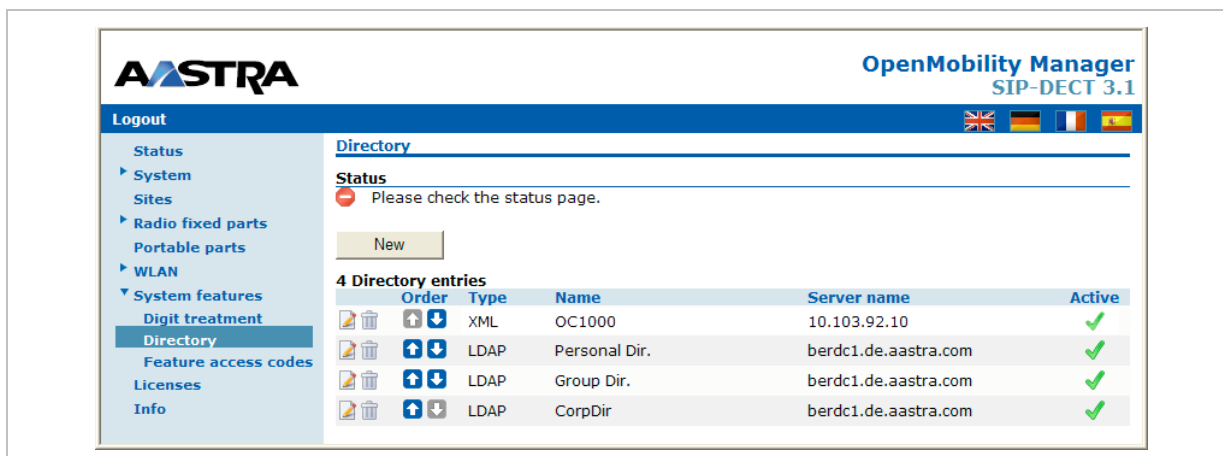 AASTRA
OpenMobility Manager
SIP-DECT 3.1
Logout
Status
System
Sites
Radio fixed parts
Portable parts
WLAN
System features
Digit treatment
Directory
Feature access codes
Licenses
Info
Directory
Status
Please check the status page.
New
4 Directory entries
Order Type Name Server name Active
XML OC1000 10.103.92.10
LDAP Personal Dir. berdc1.de.aastra.com
LDAP Group Dir. berdc1.de.aastra.com
LDAP CorpDir berdc1.de.aastra.com